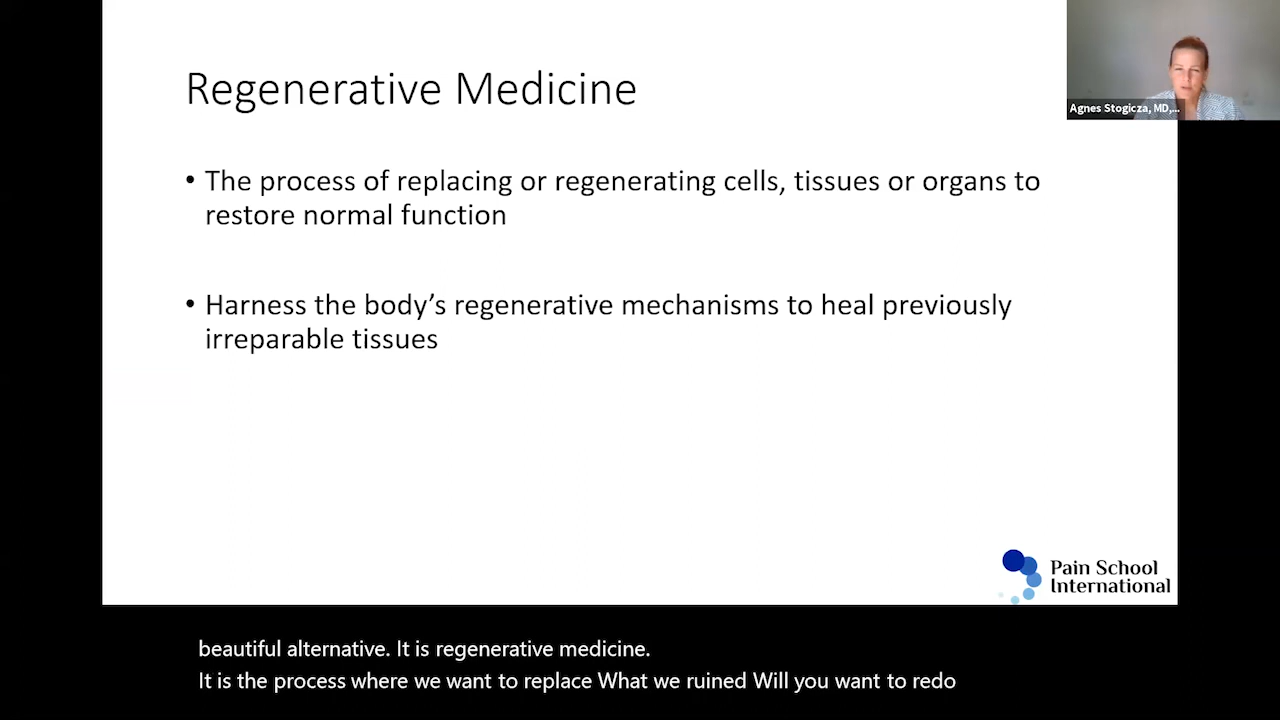 Regenerative Medicine
Agnes Stogicza, MD,...
• The process of replacing or regenerating cells, tissues or organs to
restore normal function
• Harness the body’s regenerative mechanisms to heal previously
irreparable tissues
Pain School
International
beautiful alternative. It is regenerative medicine.
It is the process where we want to replace What we ruined Will you want to redo